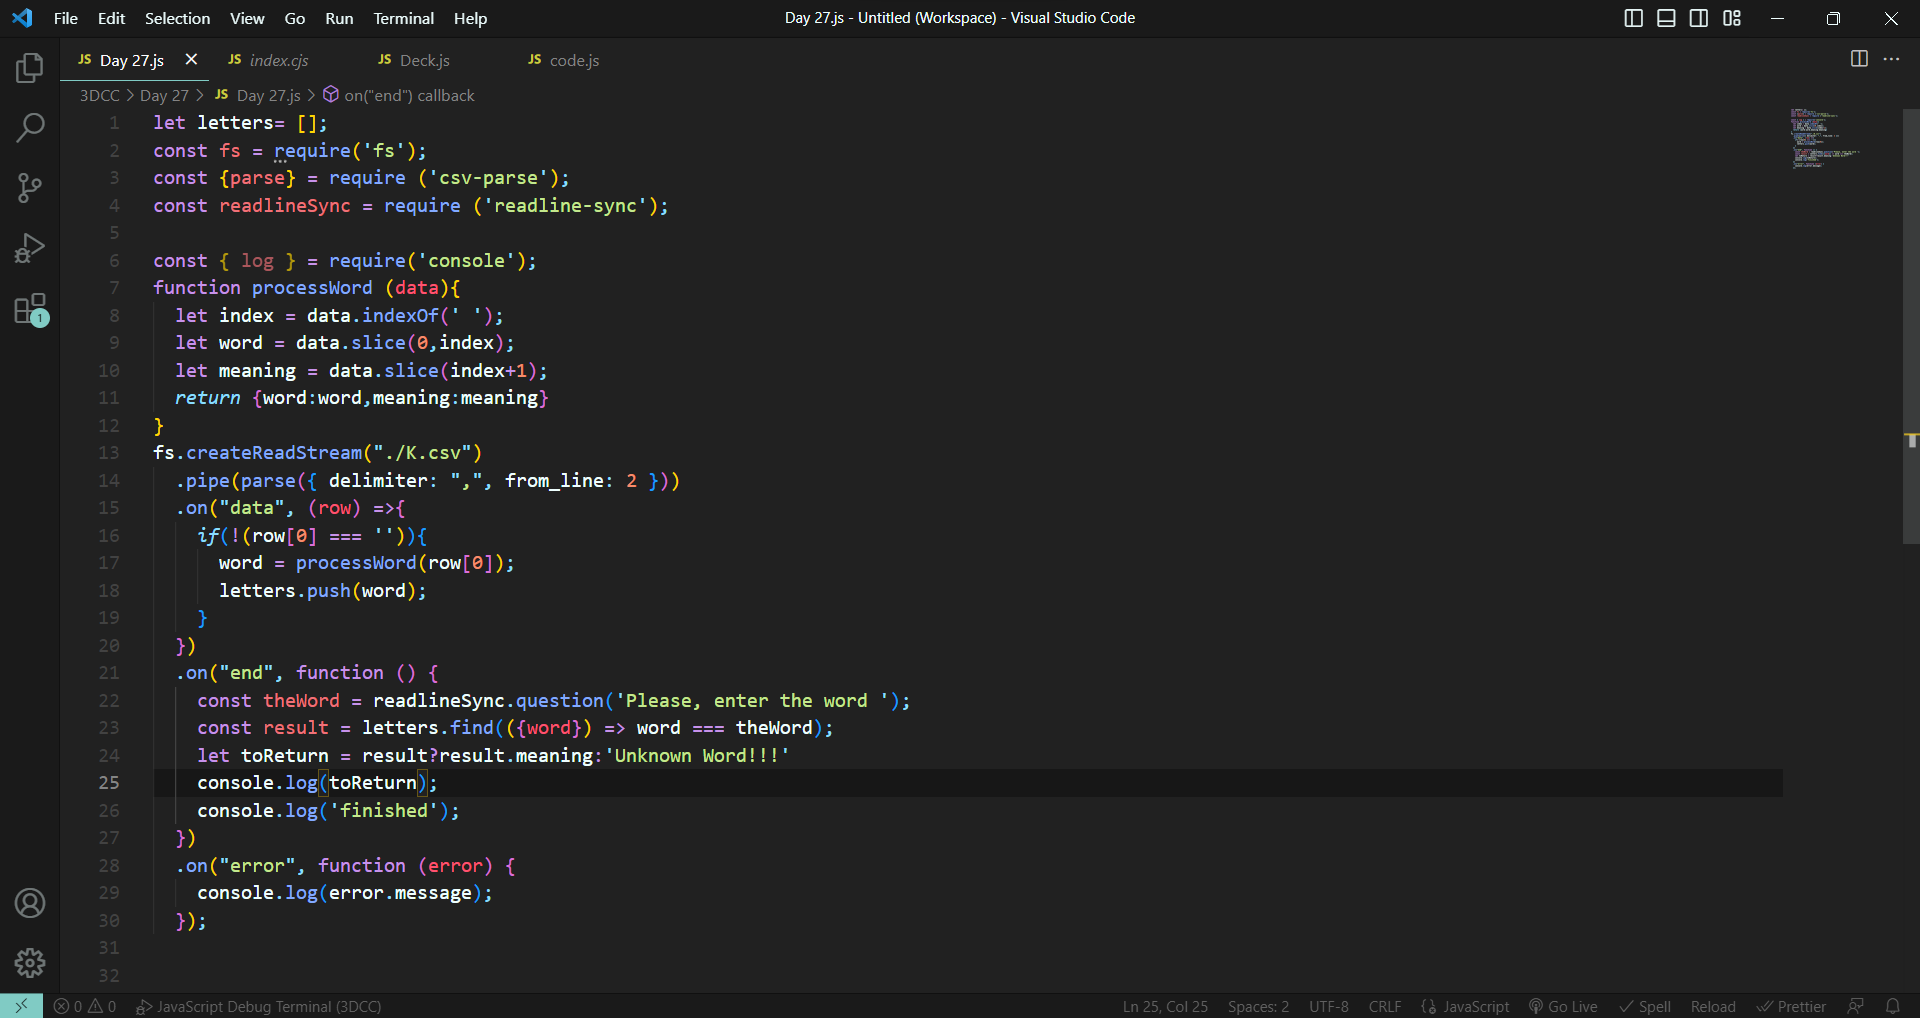 File Edit Selection View Go Run Terminal Help
Day 27.js - Untitled (Workspace) - Visual Studio Code
JS Day 27.js JS index.cjs JS Deck.js JS code.js
3DCC > Day 27 > JS Day 27.js > on("end") callback
1 let letters= [];
2 const fs = require('fs');
3 const {parse} = require ('csv-parse');
4 const readlineSync = require ('readline-sync');
5
6 const { log } = require('console');
7 function processWord (data){
8 let index = data.indexOf(' ');
9 let word = data.slice(0,index);
10 let meaning = data.slice(index+1);
11 return {word:word,meaning:meaning}
12 }
13 fs.createReadStream("./K.csv")
14 .pipe(parse({ delimiter: ",", from_line: 2 }))
15 .on("data", (row) =>{
16 if(!(row[0] === '')){
17 word = processWord(row[0]);
18 letters.push(word);
19 }
20 })
21 .on("end", function () {
22 const theWord = readlineSync.question('Please, enter the word ');
23 const result = letters.find(({word}) => word === theWord);
24 let toReturn = result?result.meaning:'Unknown Word!!!'
25 console.log(toReturn);
26 console.log('finished');
27 })
28 .on("error", function (error) {
29 console.log(error.message);
30 });
31
32
1
0 0 JavaScript Debug Terminal (3DCC) Ln 25, Col 25 Spaces: 2 UTF-8 CRLF {} JavaScript Go Live Spell Reload Prettier